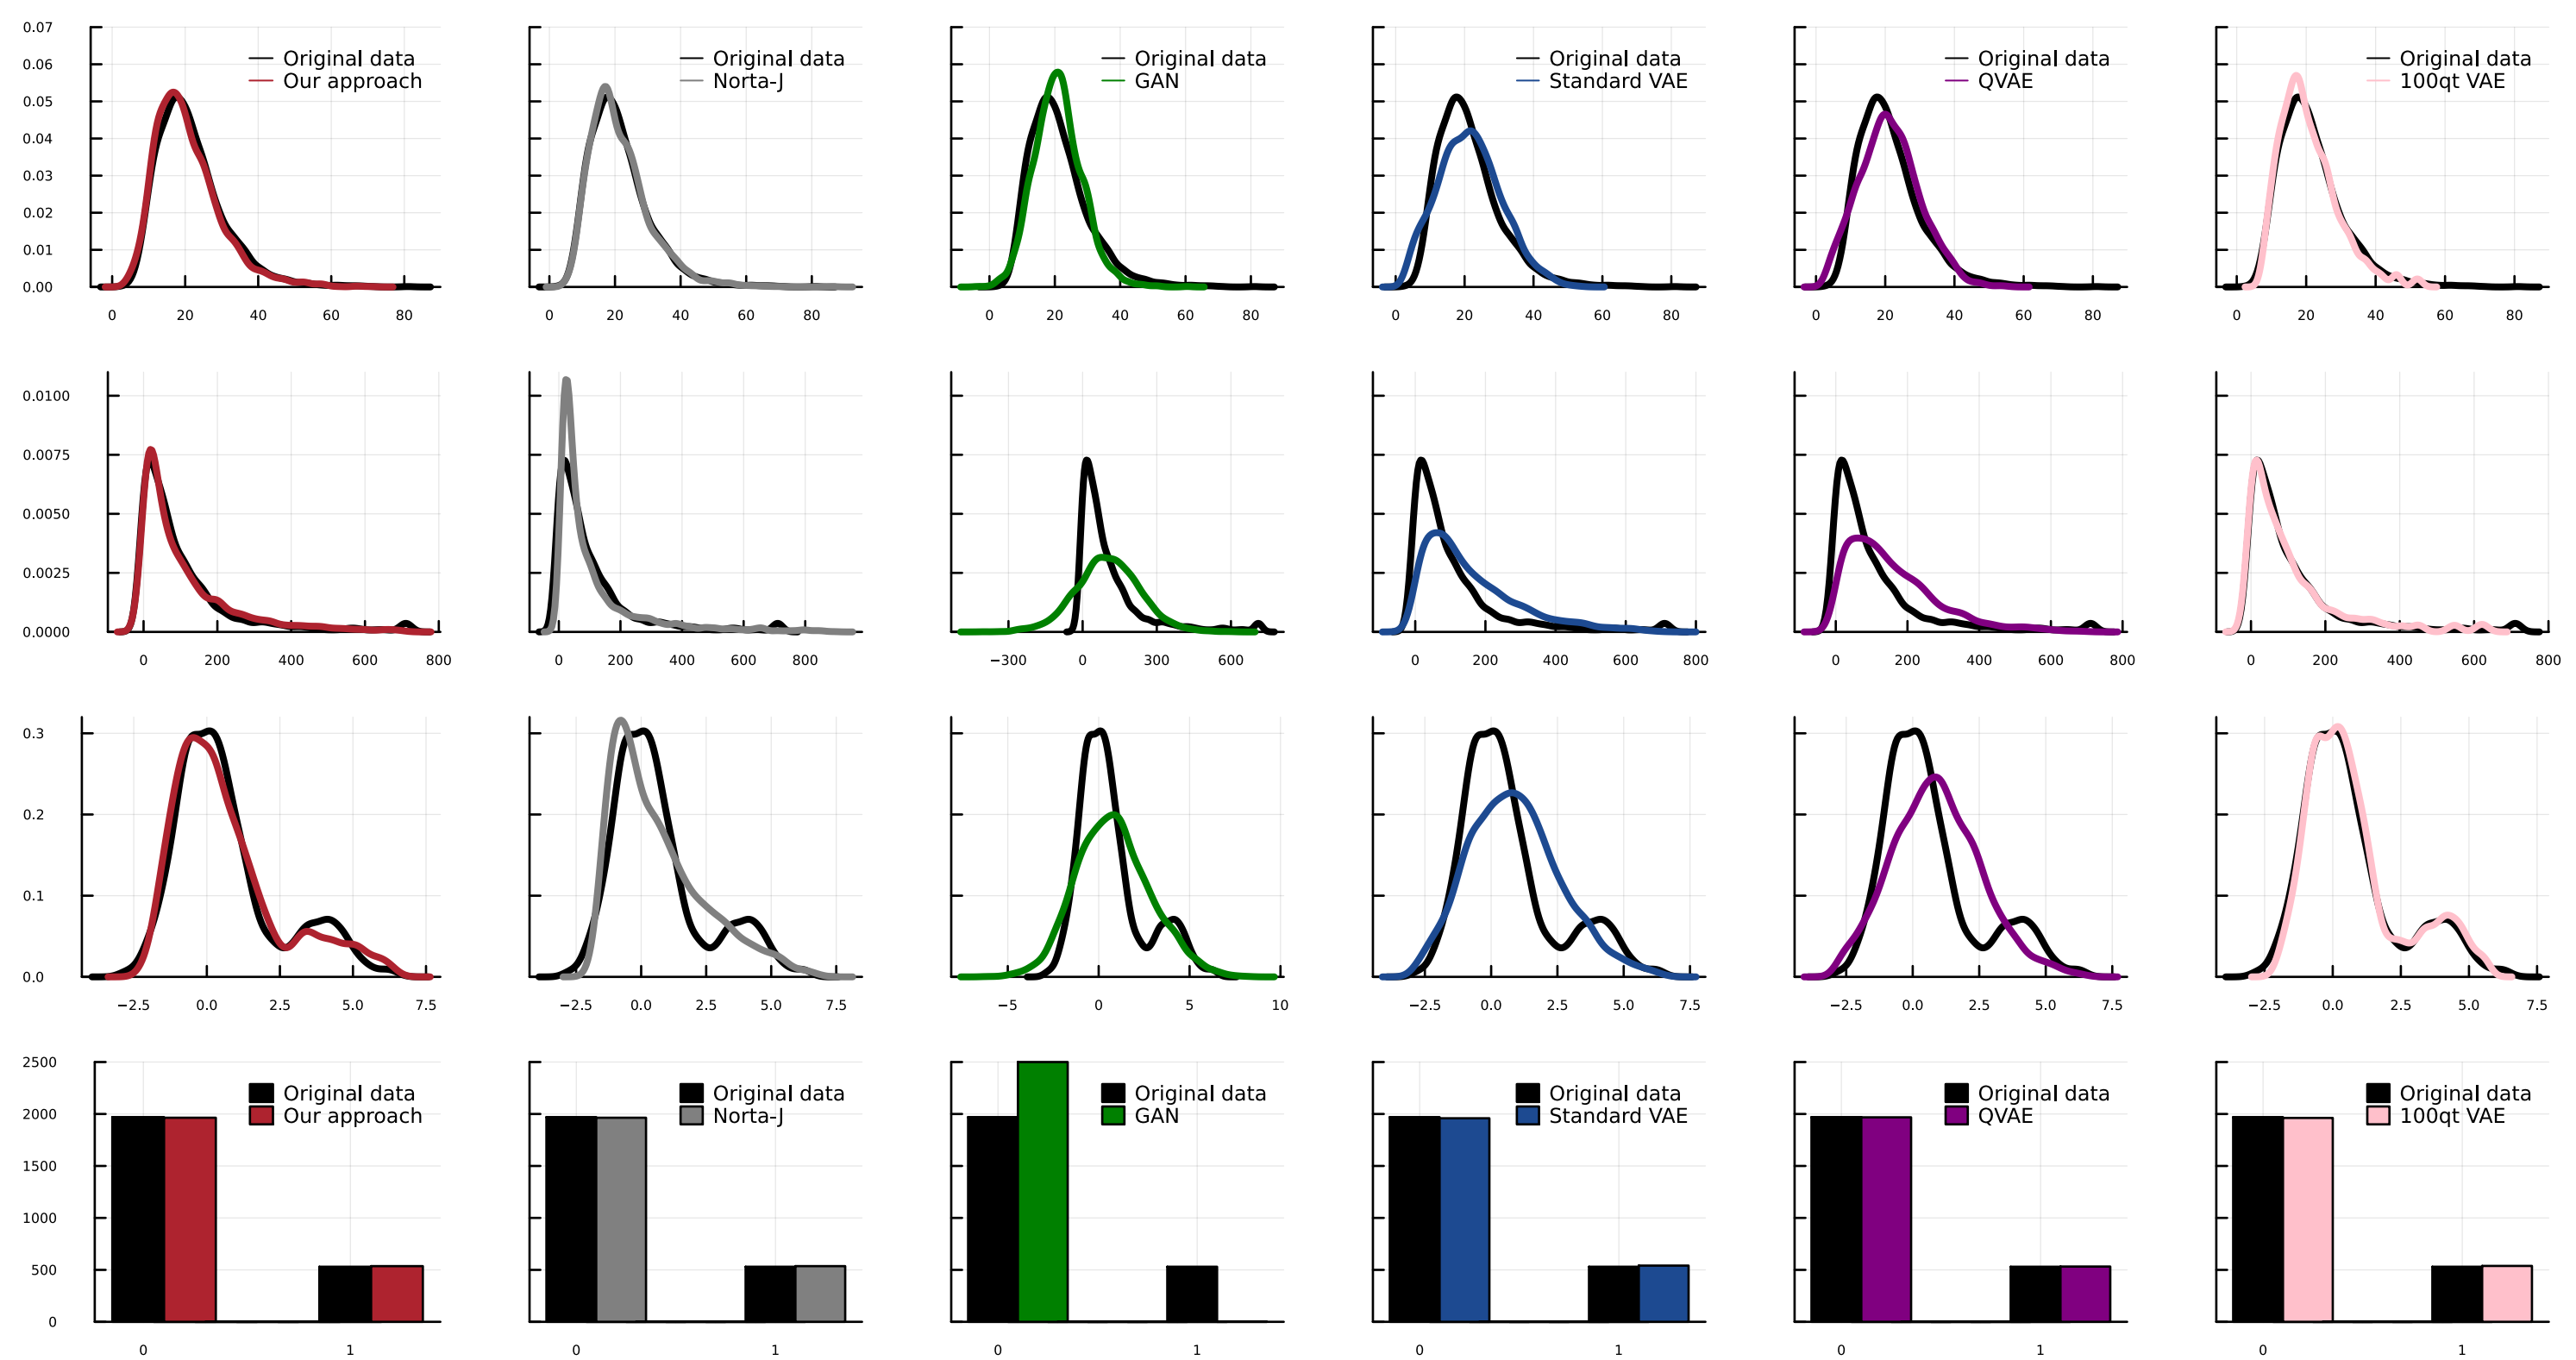 0.07
0.06
0.05
0.04
0.03
0.02
0.01
0.00
Original data
Our approach
Original data
Norta-J
Original data
GAN
Original data
Standard VAE
Original data
QVAE
Original data
100qt VAE
0 20 40 60 80
0 20 40 60 80
0 20 40 60 80
0 20 40 60 80
0 20 40 60 80
0 20 40 60 80
0.0100
0.0075
0.0050
0.0025
0.0000
0 200 400 600 800
0 200 400 600 800
−300 0 300 600
0 200 400 600 800
0 200 400 600 800
0 200 400 600 800
0.3
0.2
0.1
0.0
−2.5 0.0 2.5 5.0 7.5
−2.5 0.0 2.5 5.0 7.5
−5 0 5 10
−2.5 0.0 2.5 5.0 7.5
−2.5 0.0 2.5 5.0 7.5
−2.5 0.0 2.5 5.0 7.5
2500
2000
1500
1000
500
0
Original data
Our approach
Original data
Norta-J
Original data
GAN
Original data
Standard VAE
Original data
QVAE
Original data
100qt VAE
0 1
0 1
0 1
0 1
0 1
0 1